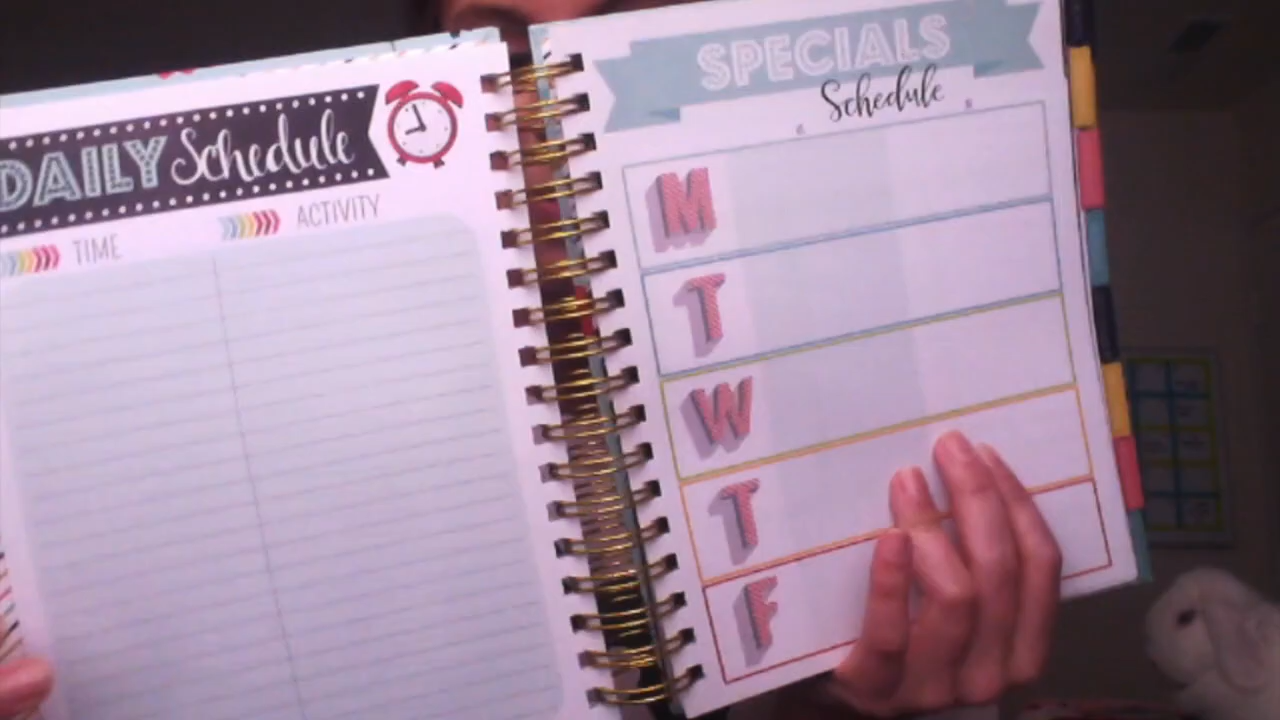 DAILY Schedule
TIME
ACTIVITY
SPECIALS
Schedule
M
T
W
T
F